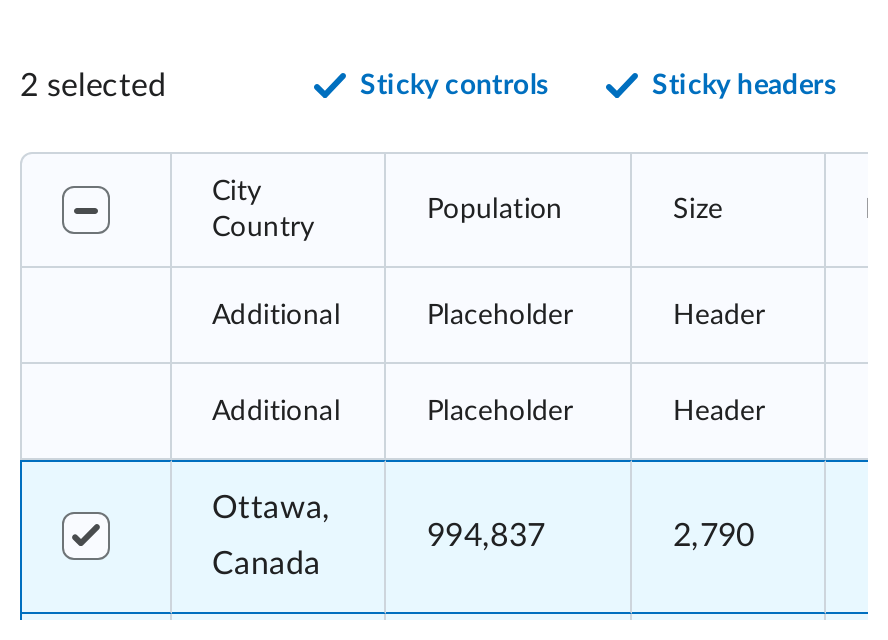 2 selected
Sticky controls
Sticky headers
City
Country
Population
Size
Additional
Placeholder
Header
Additional
Placeholder
Header
Ottawa,
Canada
994,837
2,790